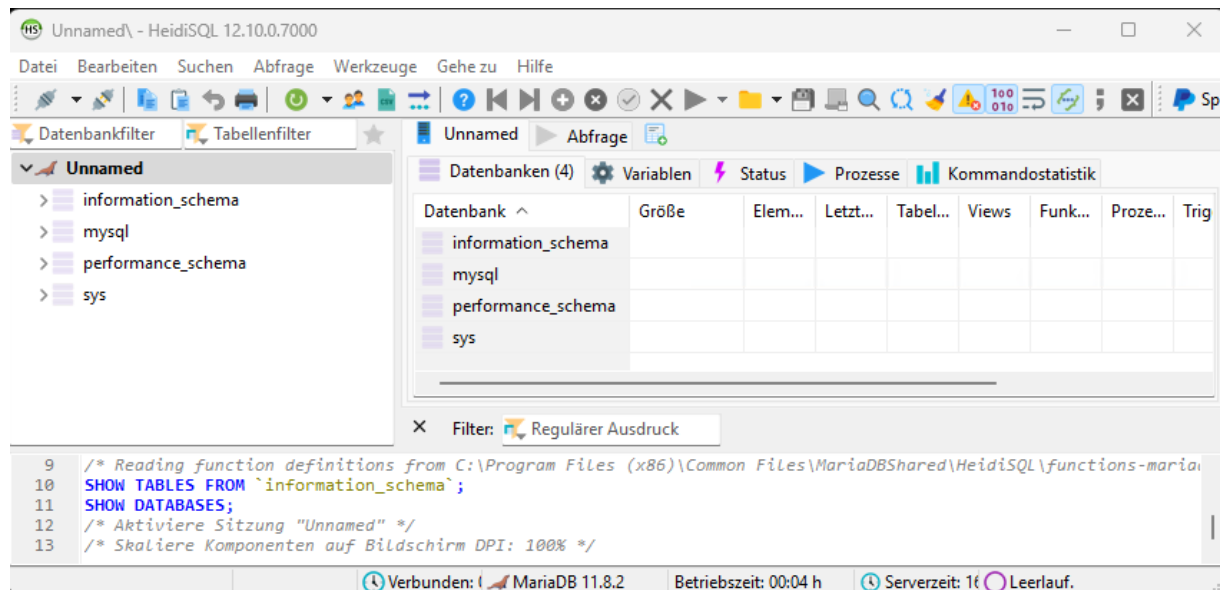 Unnamed\ - HeidiSQL 12.10.0.7000
Datei Bearbeiten Suchen Abfrage Werkzeuge Gehe zu Hilfe
Sp
Datenbankfilter Tabellenfilter
Unnamed Abfrage
Unnamed
information_schema
mysql
performance_schema
sys
Datenbanken (4) Variablen Status Prozesse Kommandostatistik
Datenbank Größe Elem... Letzt... Tabel... Views Funk... Proze... Trig
information_schema
mysql
performance_schema
sys
Filter: Regulärer Ausdruck
9 /* Reading function definitions from C:\Program Files (x86)\Common Files\MariaDBShared\HeidiSQL\functions-maria
10 SHOW TABLES FROM `information_schema`;
11 SHOW DATABASES;
12 /* Aktiviere Sitzung "Unnamed" */
13 /* Skaliere Komponenten auf Bildschirm DPI: 100% */
Verbunden: MariaDB 11.8.2 Betriebszeit: 00:04 h Serverzeit: 16 Leerlauf.